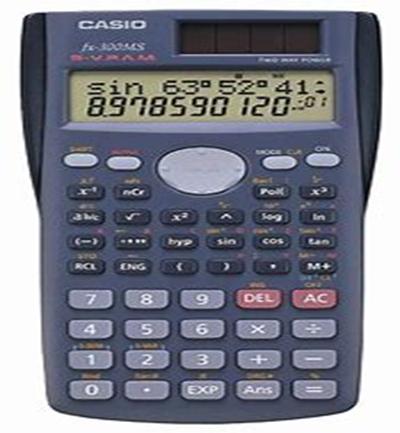 CASIO
fx-300MS
S-V.P.A.M.
TWO WAY POWER
sin 63°52°41:
8.978590120 -01
SHIFT ALPHA MODE CLR ON
x⁻¹ nCr Pol( x³
a b/c √ x² ^ log ln
(−) °'" hyp sin cos tan
RCL ENG ( ) , M+
7 8 9 DEL AC
4 5 6 × ÷
1 2 3 + −
0 . EXP Ans =